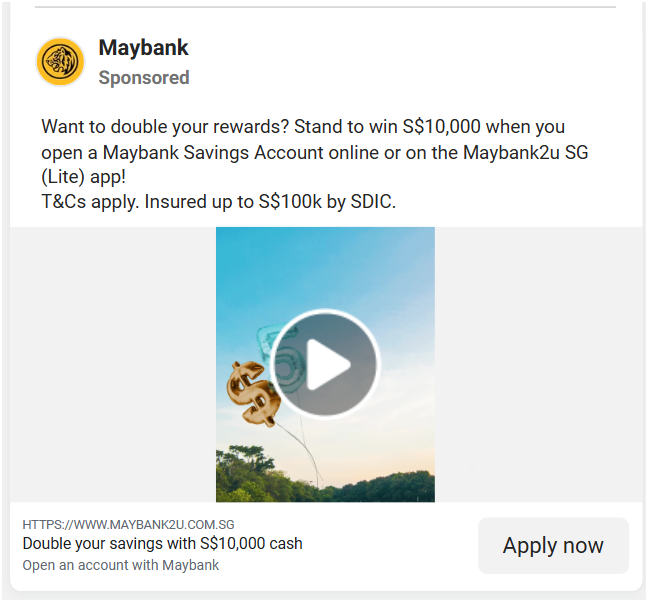 Maybank
Sponsored
Want to double your rewards? Stand to win S$10,000 when you
open a Maybank Savings Account online or on the Maybank2u SG
(Lite) app!
T&Cs apply. Insured up to S$100k by SDIC.
$
HTTPS://WWW.MAYBANK2U.COM.SG
Double your savings with S$10,000 cash
Open an account with Maybank
Apply now